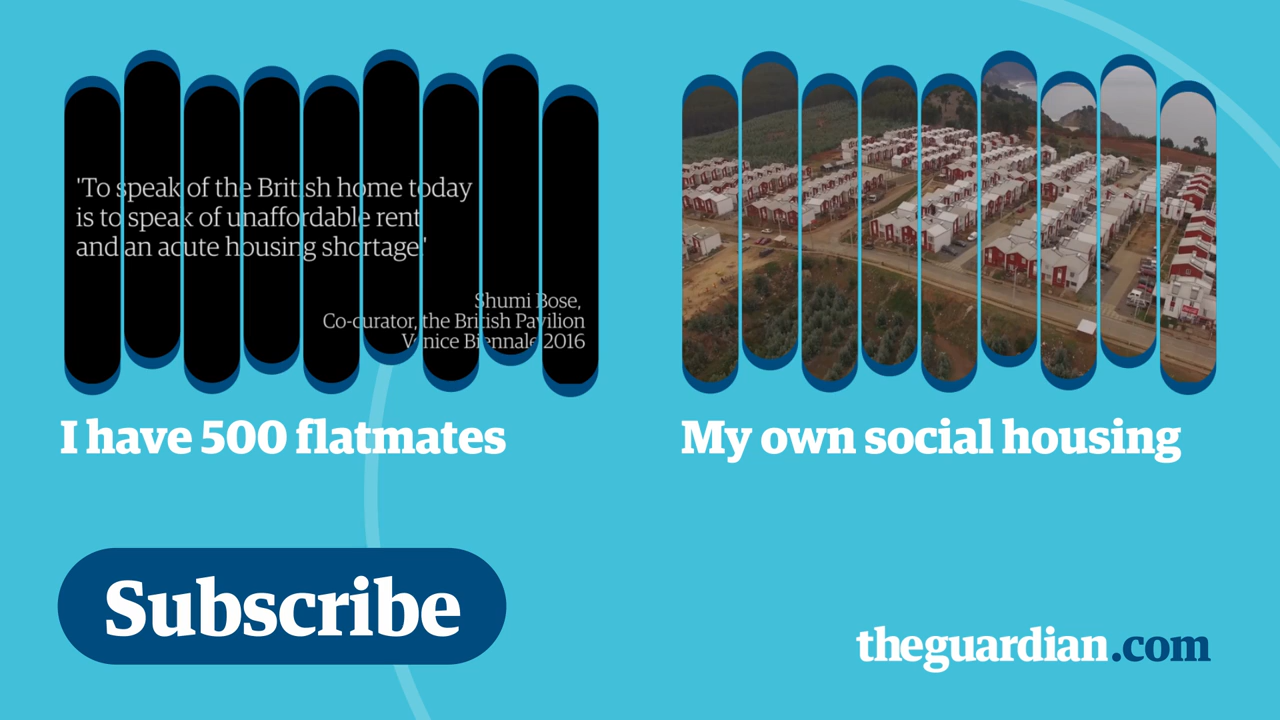 'To speak of the British home today
is to speak of unaffordable rent
and an acute housing shortage'
Shumi Bose,
Co-curator, the British Pavilion
Venice Biennale 2016
I have 500 flatmates
My own social housing
Subscribe
theguardian.com